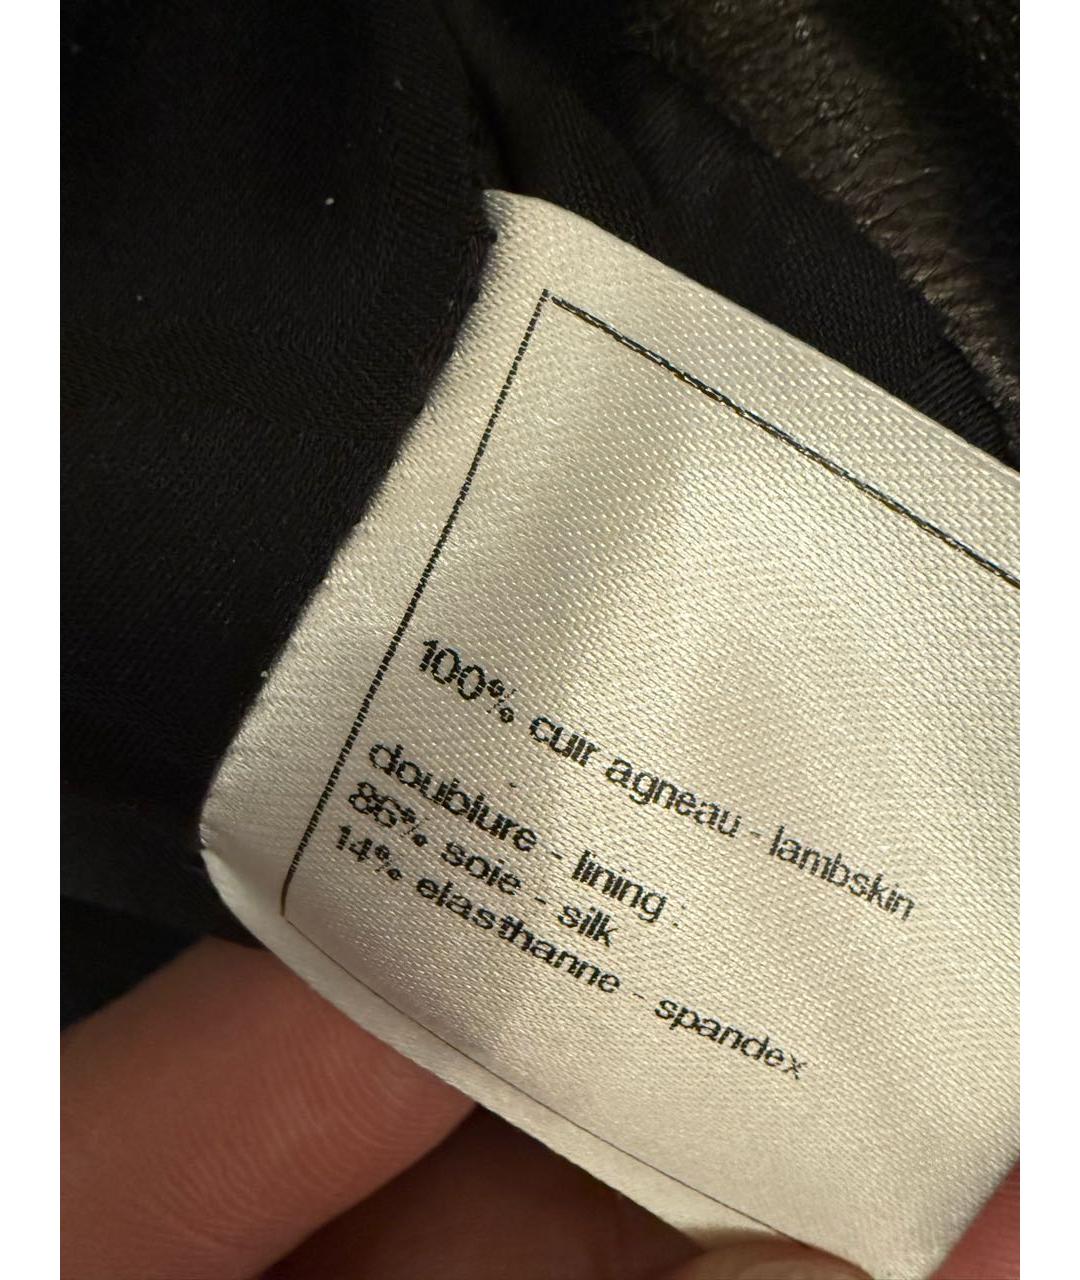 100% cuir agneau - lambskin
doublure - lining :
86% soie - silk
14% elasthanne - spandex